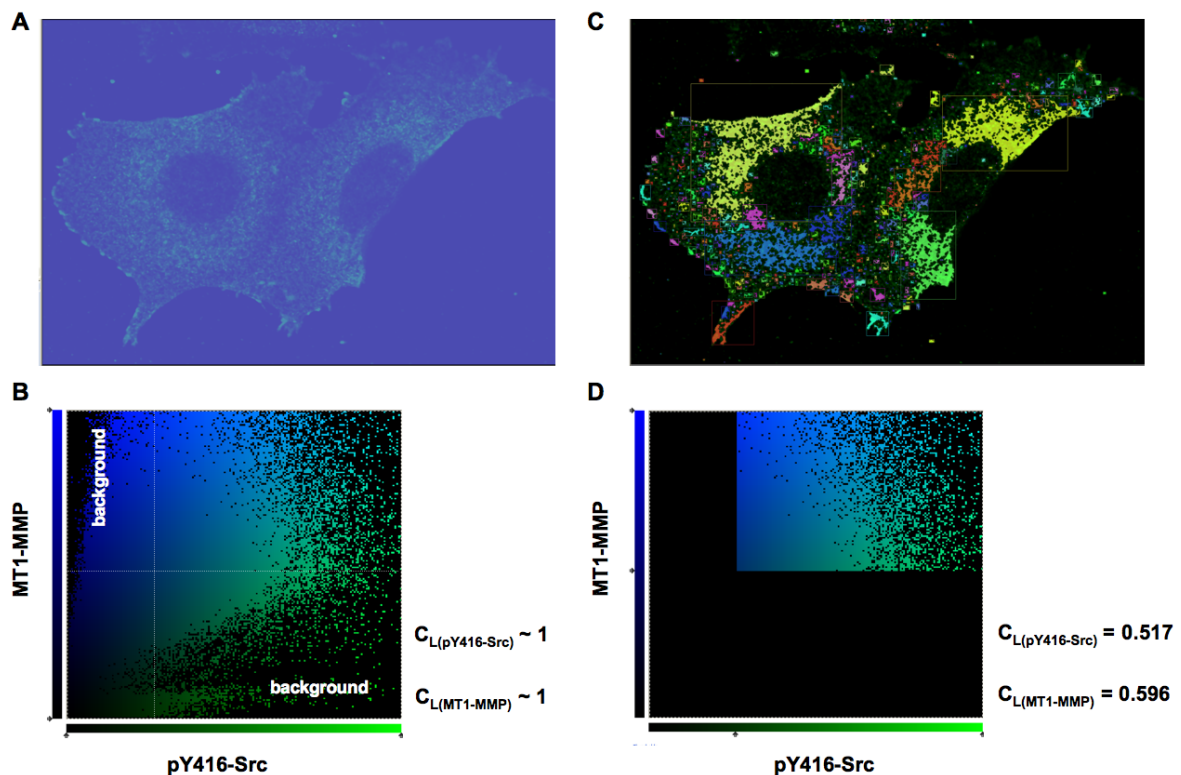 A
C
B
background
MT1-MMP
background
C_L(pY416-Src) ~ 1
C_L(MT1-MMP) ~ 1
pY416-Src
D
MT1-MMP
C_L(pY416-Src) = 0.517
C_L(MT1-MMP) = 0.596
pY416-Src